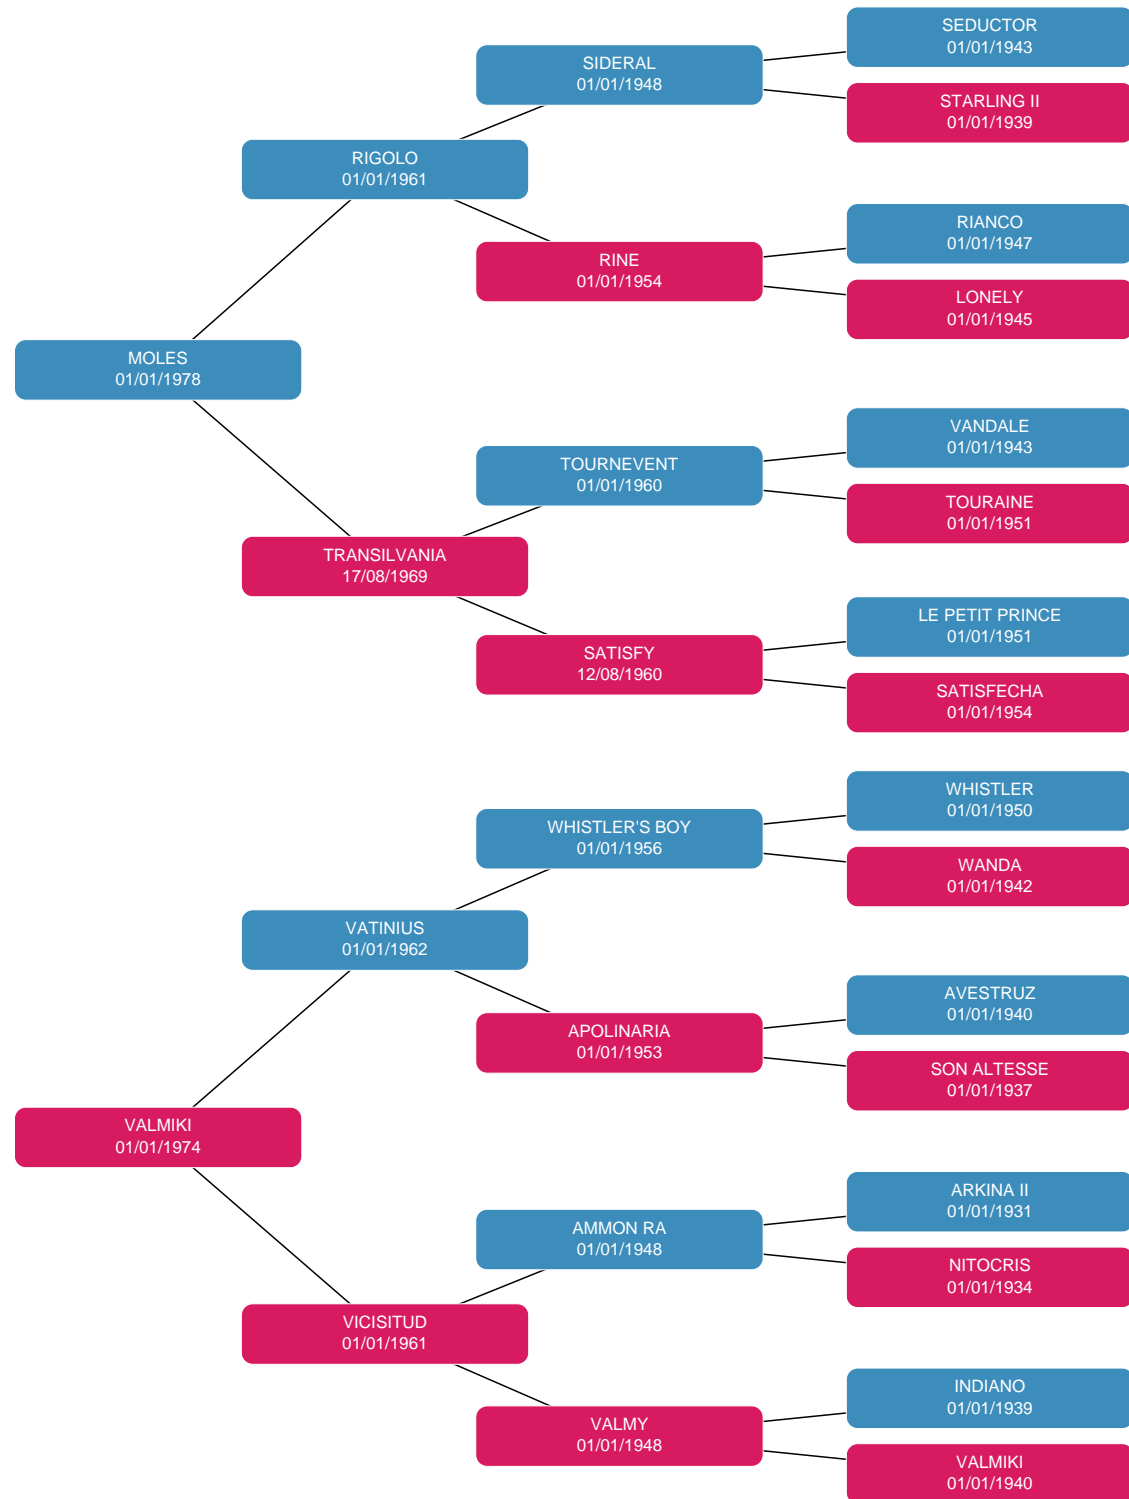 SEDUCTOR
01/01/1943
SIDERAL
01/01/1948
STARLING II
01/01/1939
RIGOLO
01/01/1961
RIANCO
01/01/1947
RINE
01/01/1954
LONELY
01/01/1945
MOLES
01/01/1978
VANDALE
01/01/1943
TOURNEVENT
01/01/1960
TOURAINE
01/01/1951
TRANSILVANIA
17/08/1969
LE PETIT PRINCE
01/01/1951
SATISFY
12/08/1960
SATISFECHA
01/01/1954
WHISTLER
01/01/1950
WHISTLER'S BOY
01/01/1956
WANDA
01/01/1942
VATINIUS
01/01/1962
AVESTRUZ
01/01/1940
APOLINARIA
01/01/1953
SON ALTESSE
01/01/1937
VALMIKI
01/01/1974
ARKINA II
01/01/1931
AMMON RA
01/01/1948
NITOCRIS
01/01/1934
VICISITUD
01/01/1961
INDIANO
01/01/1939
VALMY
01/01/1948
VALMIKI
01/01/1940